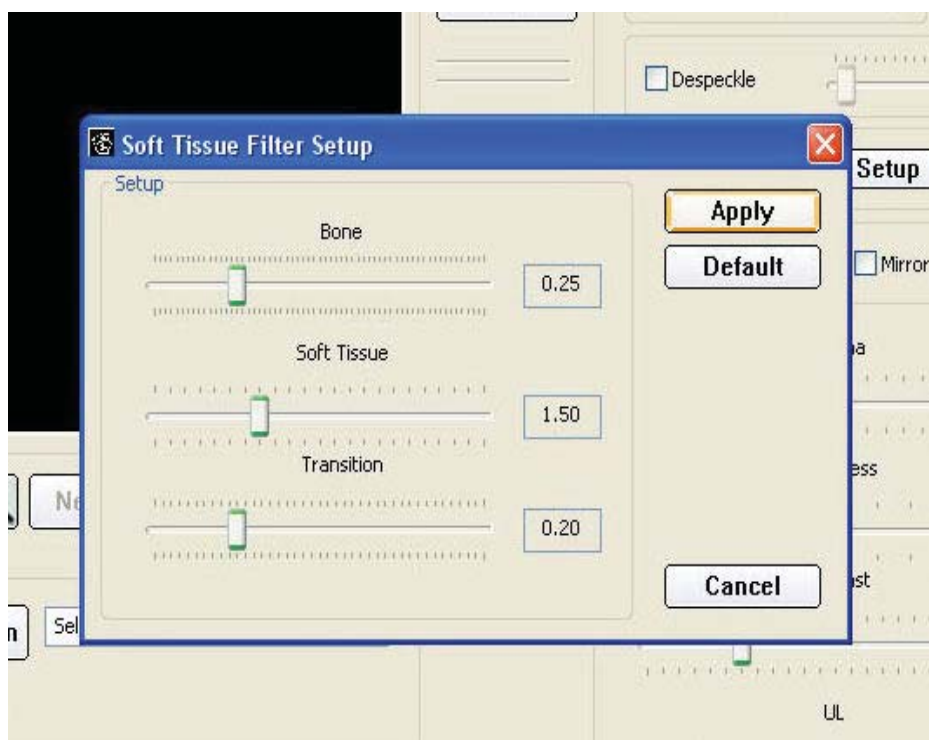 Despeckle
Soft Tissue Filter Setup
Setup
Setup
Apply
Bone
Default
Mirror
0.25
Soft Tissue
1.50
Transition
0.20
Cancel
UL